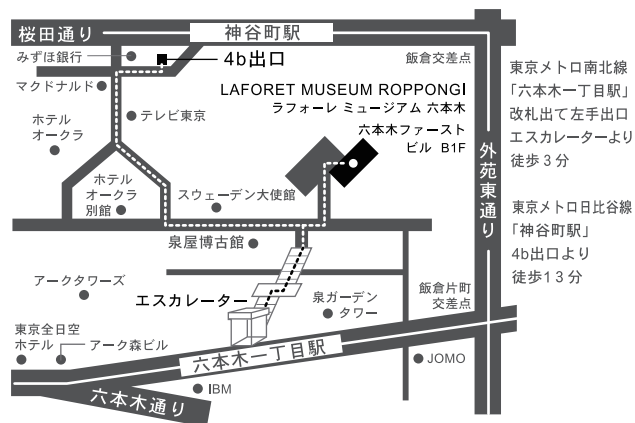 桜田通り
神谷町駅
みずほ銀行
4b出口
飯倉交差点
マクドナルド
LAFORET MUSEUM ROPPONGI
ラフォーレ ミュージアム 六本木
六本木ファースト
ビル B1F
ホテル
オークラ
テレビ東京
外苑東通り
ホテル
オークラ
別館
スウェーデン大使館
泉屋博古館
アークタワーズ
エスカレーター
泉ガーデン
タワー
飯倉片町
交差点
東京全日空
ホテル
アーク森ビル
六本木一丁目駅
JOMO
IBM
六本木通り
東京メトロ南北線
「六本木一丁目駅」
改札出て左手出口
エスカレーターより
徒歩3分
東京メトロ日比谷線
「神谷町駅」
4b出口より
徒歩13分